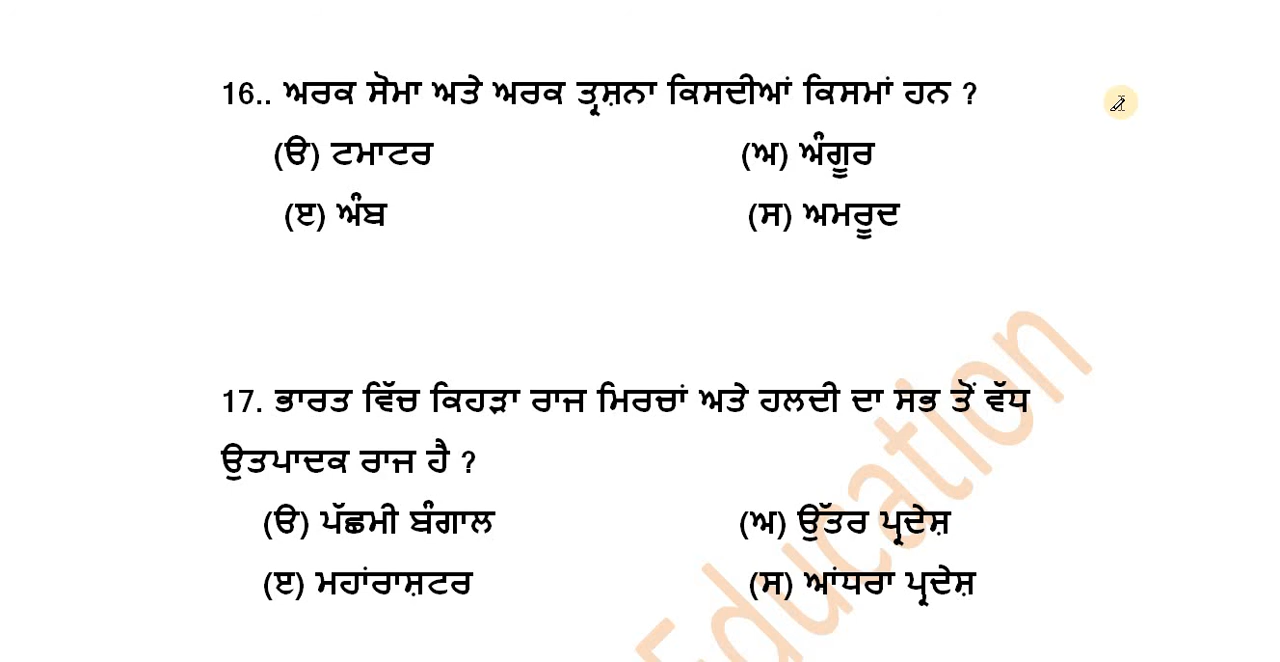 16.. ਅਰਕ ਸੋਮਾ ਅਤੇ ਅਰਕ ਤ੍ਰਸ਼ਨਾ ਕਿਸਦੀਆਂ ਕਿਸਮਾਂ ਹਨ ?
(ੳ) ਟਮਾਟਰ (ਅ) ਅੰਗੂਰ
(ੲ) ਅੰਬ (ਸ) ਅਮਰੂਦ
17. ਭਾਰਤ ਵਿੱਚ ਕਿਹੜਾ ਰਾਜ ਮਿਰਚਾਂ ਅਤੇ ਹਲਦੀ ਦਾ ਸਭ ਤੋਂ ਵੱਧ
ਉਤਪਾਦਕ ਰਾਜ ਹੈ ?
(ੳ) ਪੱਛਮੀ ਬੰਗਾਲ (ਅ) ਉੱਤਰ ਪ੍ਰਦੇਸ਼
(ੲ) ਮਹਾਂਰਾਸ਼ਟਰ (ਸ) ਆਂਧਰਾ ਪ੍ਰਦੇਸ਼
Education